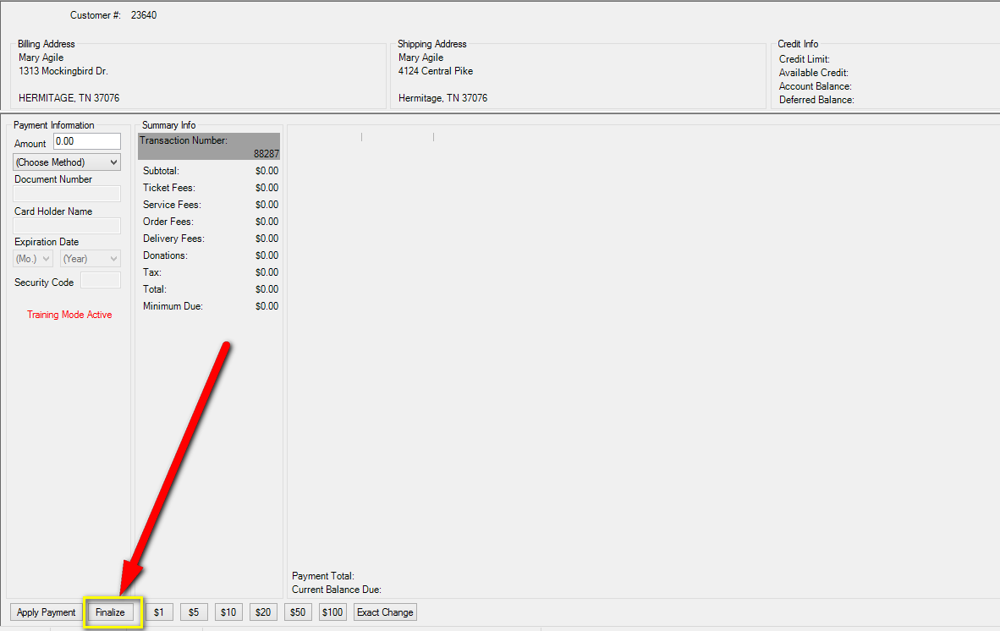 Customer #: 23640
Billing Address
Mary Agile
1313 Mockingbird Dr.
HERMITAGE, TN 37076
Shipping Address
Mary Agile
4124 Central Pike
Hermitage, TN 37076
Credit Info
Credit Limit:
Available Credit:
Account Balance:
Deferred Balance:
Payment Information
Amount 0.00
(Choose Method)
Document Number
Card Holder Name
Expiration Date
(Mo.) (Year)
Security Code
Training Mode Active
Summary Info
Transaction Number:
88287
Subtotal: $0.00
Ticket Fees: $0.00
Service Fees: $0.00
Order Fees: $0.00
Delivery Fees: $0.00
Donations: $0.00
Tax: $0.00
Total: $0.00
Minimum Due: $0.00
Payment Total:
Current Balance Due:
Apply Payment Finalize $1 $5 $10 $20 $50 $100 Exact Change